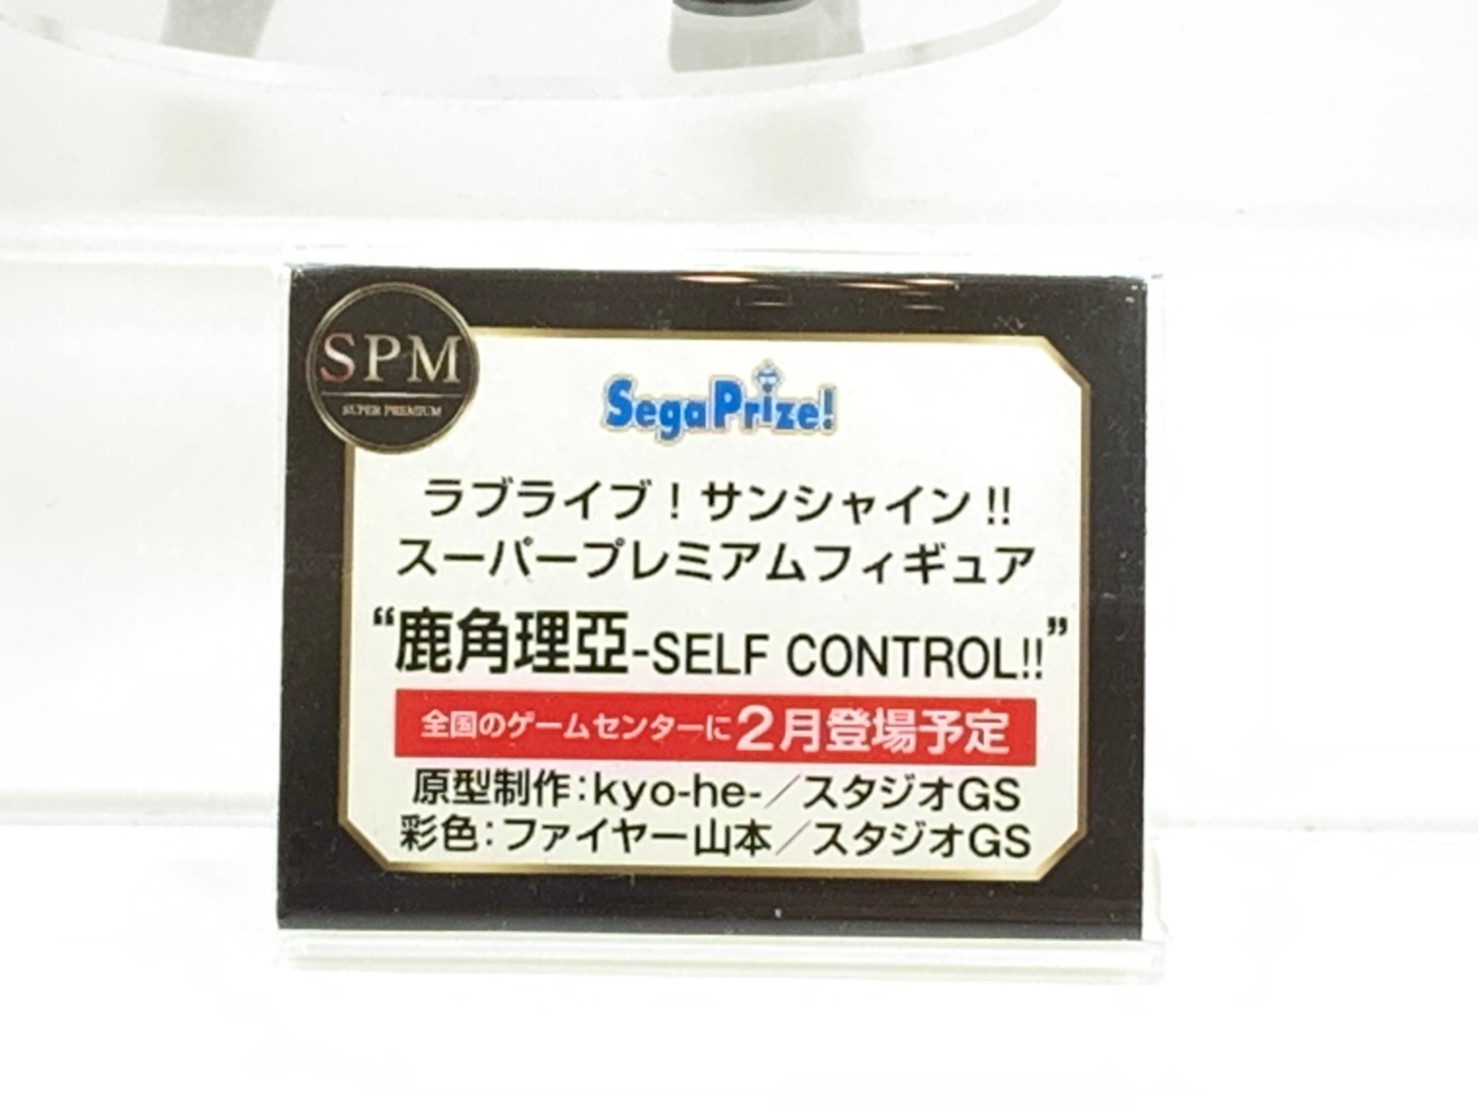 SPM
SUPER PREMIUM
SegaPrize!
ラブライブ！サンシャイン!!
スーパープレミアムフィギュア
“鹿角理亞-SELF CONTROL!!”
全国のゲームセンターに2月登場予定
原型制作：kyo-he-／スタジオGS
彩色：ファイヤー山本／スタジオGS